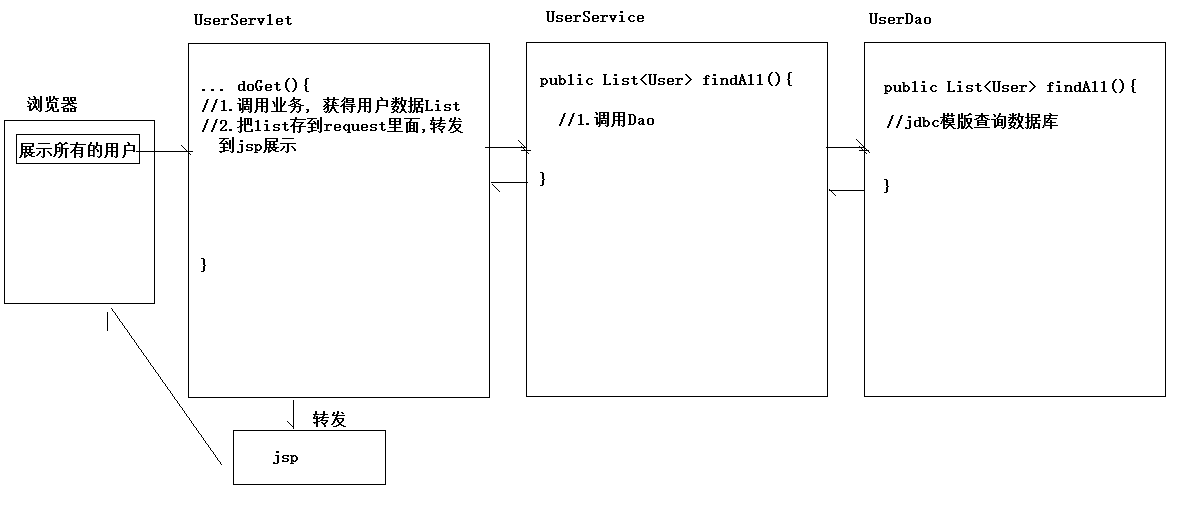 UserServlet
UserService
UserDao
浏览器
展示所有的用户
... doGet(){
//1.调用业务, 获得用户数据List
//2.把list存到request里面,转发
到jsp展示
}
public List<User> findAll(){
//1.调用Dao
}
public List<User> findAll(){
//jdbc模版查询数据库
}
转发
jsp